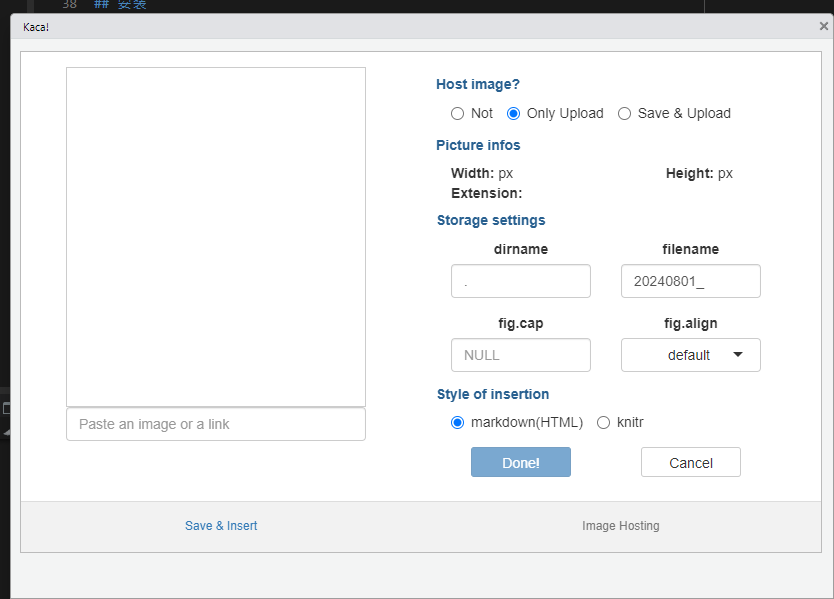 38 ## 安装
Kaca!
Host image?
Not Only Upload Save & Upload
Picture infos
Width: px Height: px
Extension:
Storage settings
dirname filename
. 20240801_
fig.cap fig.align
NULL default
Style of insertion
markdown(HTML) knitr
Paste an image or a link
Done! Cancel
Save & Insert Image Hosting